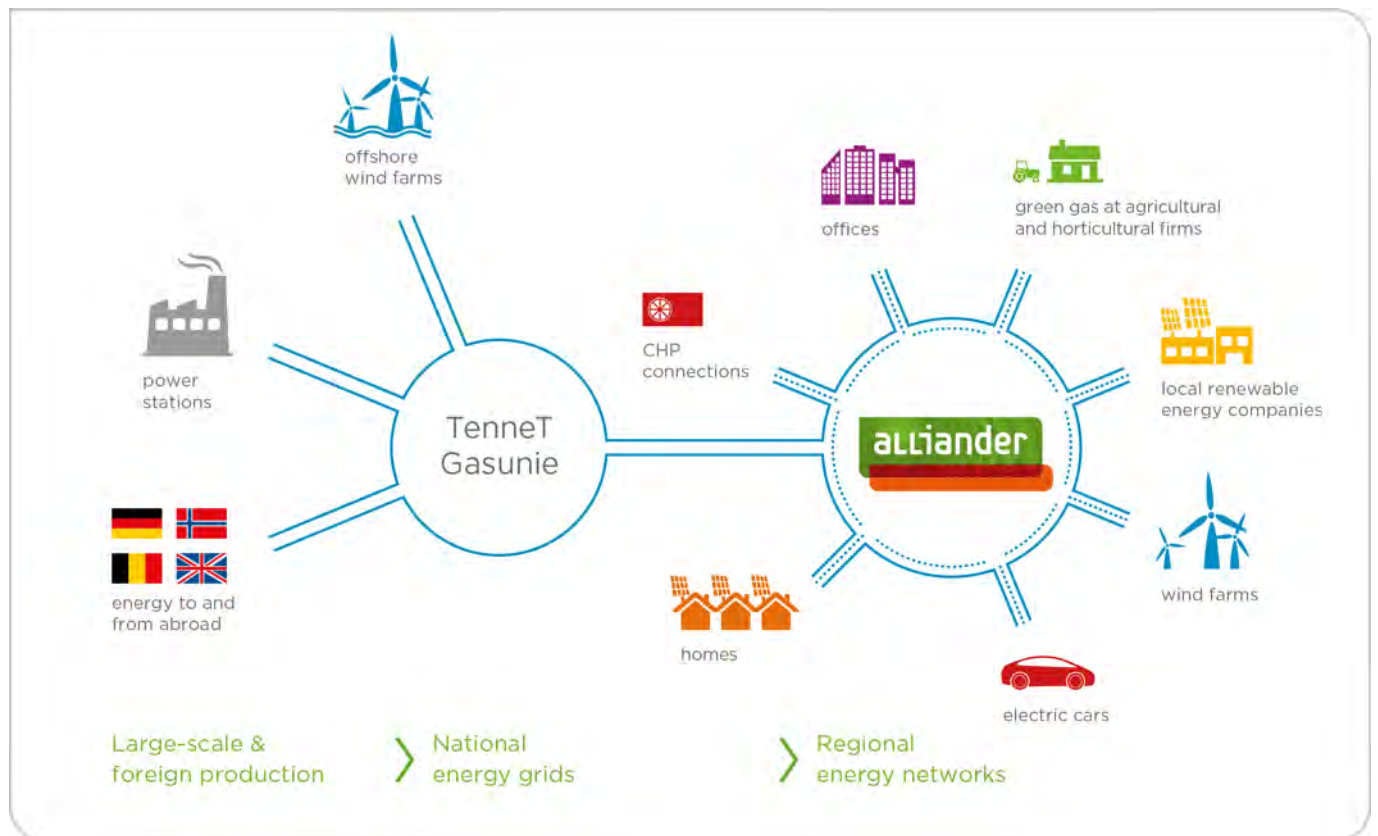 offshore
wind farms
offices
green gas at agricultural
and horticultural firms
power
stations
CHP
connections
local renewable
energy companies
TenneT
Gasunie
alliander
energy to and
from abroad
homes
wind farms
electric cars
Large-scale &
foreign production
National
energy grids
Regional
energy networks